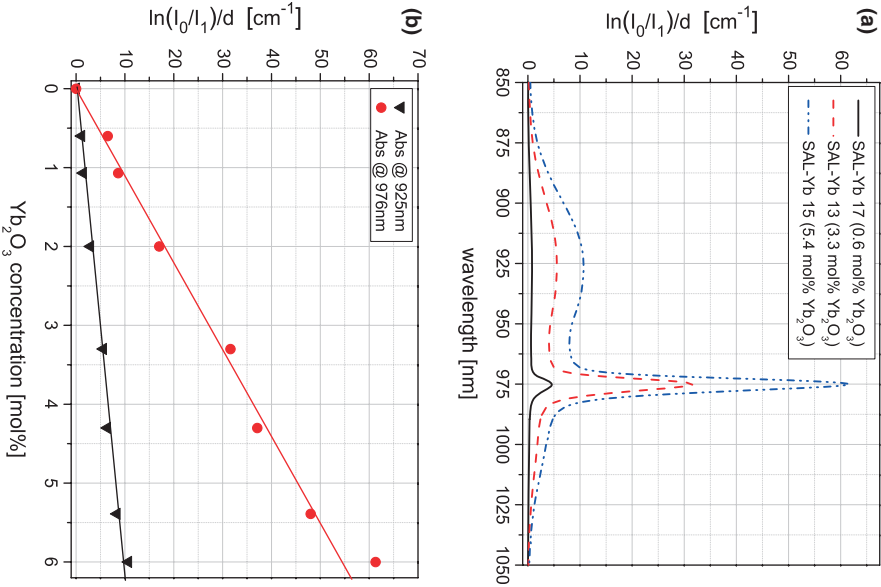 (a)
ln(I₀/I₁)/d [cm⁻¹]
60
50
40
30
20
10
0
SAL-Yb 17 (0.6 mol% Yb₂O₃)
SAL-Yb 13 (3.3 mol% Yb₂O₃)
SAL-Yb 15 (5.4 mol% Yb₂O₃)
850 875 900 925 950 975 1000 1025 1050
wavelength [nm]
(b)
ln(I₀/I₁)/d [cm⁻¹]
70
60
50
40
30
20
10
0
Abs @ 925nm
Abs @ 976nm
0 1 2 3 4 5 6
Yb₂O₃ concentration [mol%]